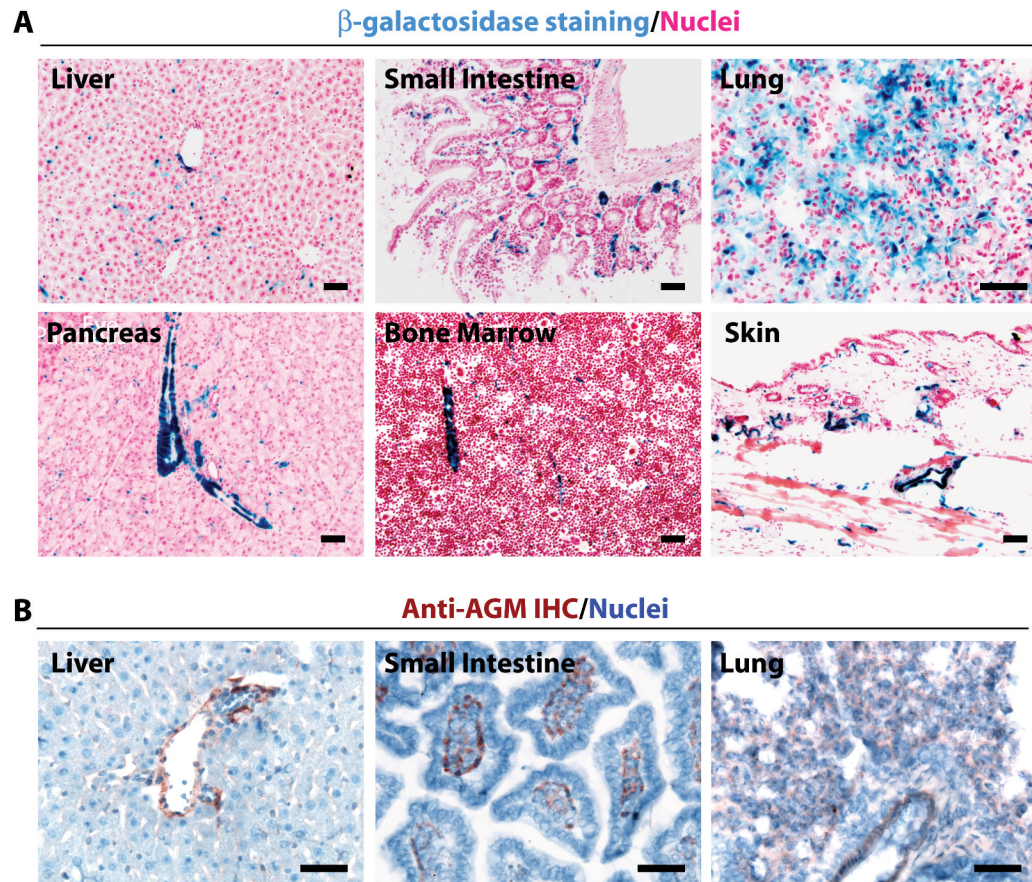 A
β-galactosidase staining/Nuclei
Liver
Small Intestine
Lung
Pancreas
Bone Marrow
Skin
B
Anti-AGM IHC/Nuclei
Liver
Small Intestine
Lung